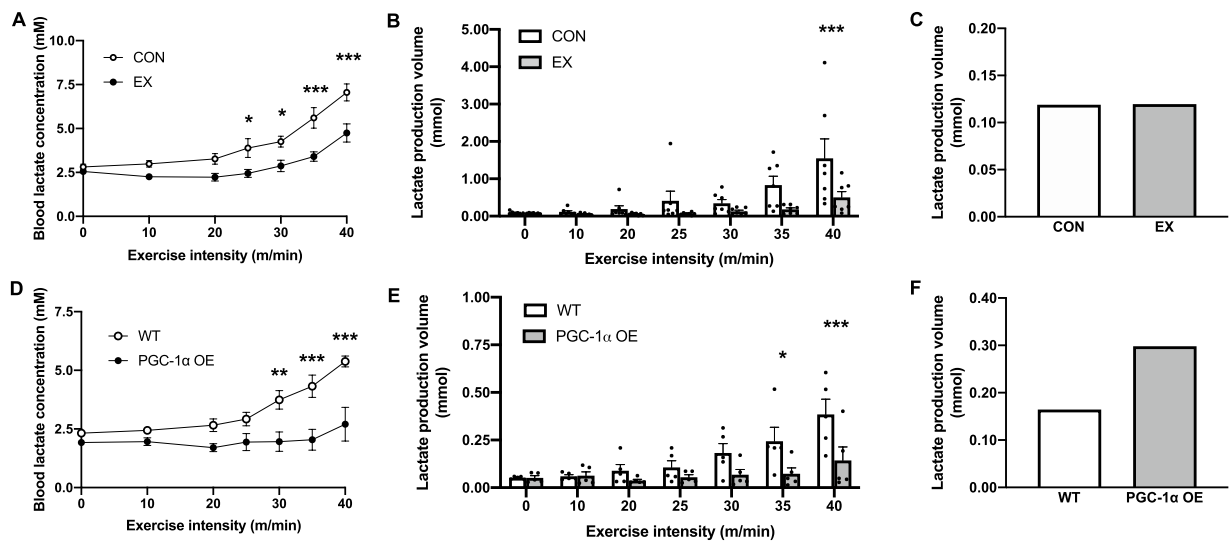 A
Blood lactate concentration (mM)
10.0
7.5
5.0
2.5
0.0
CON
EX
*
*
***
***
0
10
20
30
40
Exercise intensity (m/min)
B
Lactate production volume
(mmol)
5.00
4.00
3.00
2.00
1.00
0.00
CON
EX
***
0
10
20
25
30
35
40
Exercise intensity (m/min)
C
Lactate production volume
(mmol)
0.20
0.15
0.10
0.05
0.00
CON
EX
D
Blood lactate concentration (mM)
7.5
5.0
2.5
0.0
WT
PGC-1α OE
**
***
***
0
10
20
30
40
Exercise intensity (m/min)
E
Lactate production volume
(mmol)
1.00
0.75
0.50
0.25
0.00
WT
PGC-1α OE
*
***
0
10
20
25
30
35
40
Exercise intensity (m/min)
F
Lactate production volume
(mmol)
0.40
0.30
0.20
0.10
0.00
WT
PGC-1α OE